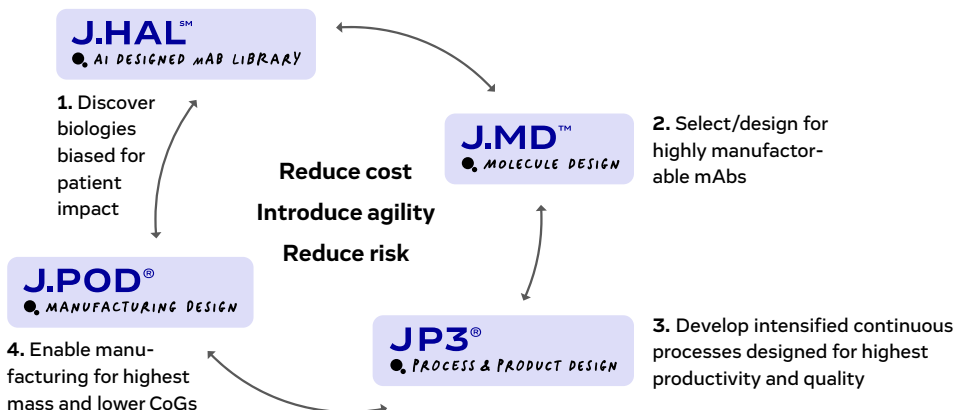 J.HAL℠
AI DESIGNED mAB LIBRARY
1. Discover
biologies
biased for
patient
impact
J.MD™
MOLECULE DESIGN
2. Select/design for
highly manufactor-
able mAbs
Reduce cost
Introduce agility
Reduce risk
J.POD®
MANUFACTURING DESIGN
4. Enable manu-
facturing for highest
mass and lower CoGs
JP3®
PROCESS & PRODUCT DESIGN
3. Develop intensified continuous
processes designed for highest
productivity and quality